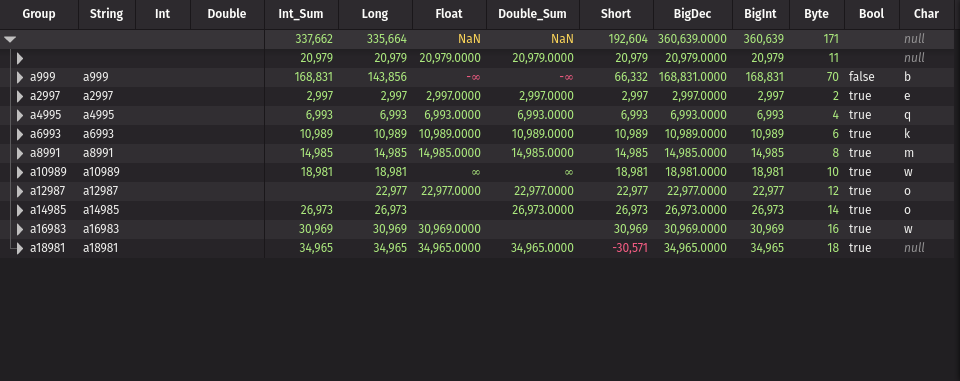 Group String Int Double Int_Sum Long Float Double_Sum Short BigDec BigInt Byte Bool Char
337,662 335,664 NaN NaN 192,604 360,639.0000 360,639 171 null
20,979 20,979 20,979.0000 20,979.0000 20,979 20,979.0000 20,979 11 null
a999 a999 168,831 143,856 -∞ -∞ 66,332 168,831.0000 168,831 70 false b
a2997 a2997 2,997 2,997 2,997.0000 2,997.0000 2,997 2,997.0000 2,997 2 true e
a4995 a4995 6,993 6,993 6,993.0000 6,993.0000 6,993 6,993.0000 6,993 4 true q
a6993 a6993 10,989 10,989 10,989.0000 10,989.0000 10,989 10,989.0000 10,989 6 true k
a8991 a8991 14,985 14,985 14,985.0000 14,985.0000 14,985 14,985.0000 14,985 8 true m
a10989 a10989 18,981 18,981 ∞ ∞ 18,981 18,981.0000 18,981 10 true w
a12987 a12987 22,977 22,977.0000 22,977.0000 22,977 22,977.0000 22,977 12 true o
a14985 a14985 26,973 26,973 26,973.0000 26,973 26,973.0000 26,973 14 true o
a16983 a16983 30,969 30,969 30,969.0000 30,969 30,969.0000 30,969 16 true w
a18981 a18981 34,965 34,965 34,965.0000 34,965.0000 -30,571 34,965.0000 34,965 18 true null